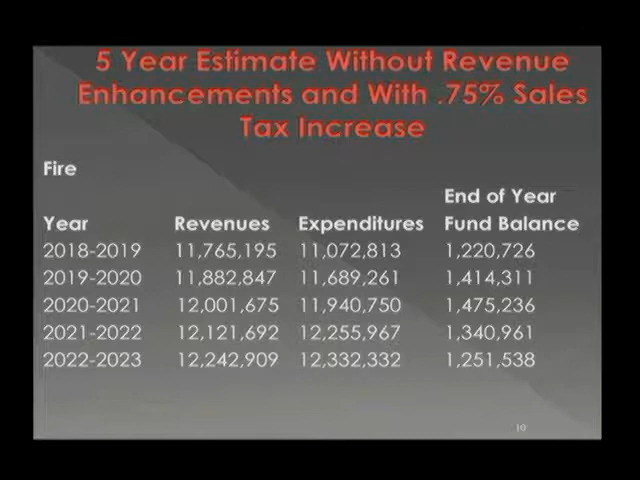 5 Year Estimate Without Revenue
Enhancements and With .75% Sales
Tax Increase
Fire
End of Year
Year Revenues Expenditures Fund Balance
2018-2019 11,765,195 11,072,813 1,220,726
2019-2020 11,882,847 11,689,261 1,414,311
2020-2021 12,001,675 11,940,750 1,475,236
2021-2022 12,121,692 12,255,967 1,340,961
2022-2023 12,242,909 12,332,332 1,251,538
10